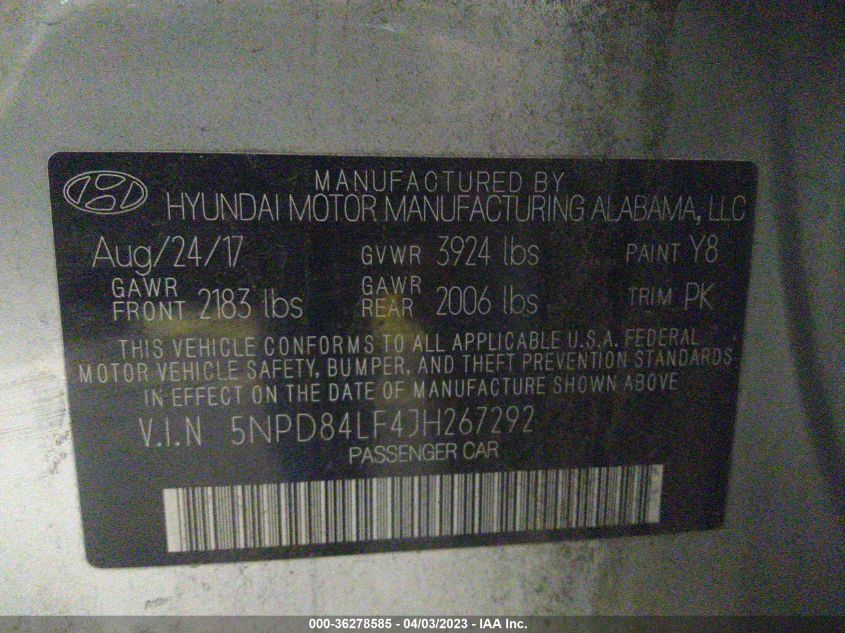 MANUFACTURED BY
HYUNDAI MOTOR MANUFACTURING ALABAMA, LLC
Aug/24/17 GVWR 3924 lbs PAINT Y8
GAWR FRONT 2183 lbs GAWR REAR 2006 lbs TRIM PK
THIS VEHICLE CONFORMS TO ALL APPLICABLE U.S.A. FEDERAL
MOTOR VEHICLE SAFETY, BUMPER, AND THEFT PREVENTION STANDARDS
IN EFFECT ON THE DATE OF MANUFACTURE SHOWN ABOVE
V.I.N 5NPD84LF4JH267292
PASSENGER CAR
000-36278585 - 04/03/2023 - IAA Inc.